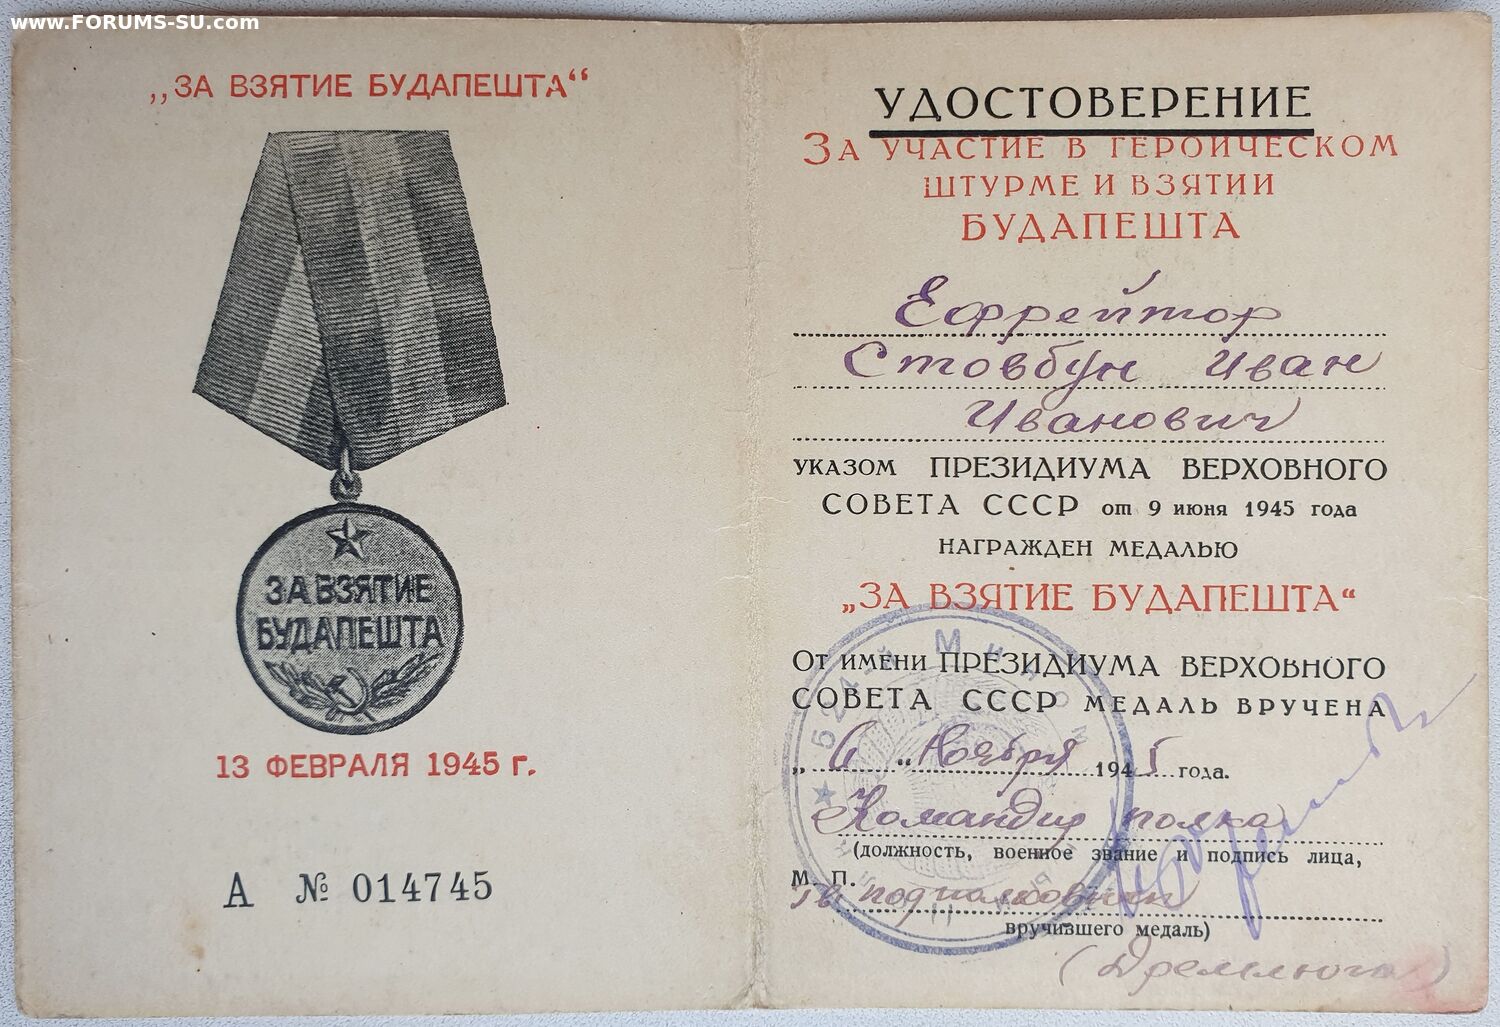 www.FORUMS-SU.com
„ЗА ВЗЯТИЕ БУДАПЕШТА“
ЗА ВЗЯТИЕ
БУДАПЕШТА
13 ФЕВРАЛЯ 1945 г.
А № 014745
УДОСТОВЕРЕНИЕ
ЗА УЧАСТИЕ В ГЕРОИЧЕСКОМ
ШТУРМЕ И ВЗЯТИИ
БУДАПЕШТА
Ефрейтор
Стовбун Иван
Иванович
УКАЗОМ ПРЕЗИДИУМА ВЕРХОВНОГО
СОВЕТА СССР от 9 июня 1945 года
НАГРАЖДЕН МЕДАЛЬЮ
„ЗА ВЗЯТИЕ БУДАПЕШТА“
ОТ ИМЕНИ ПРЕЗИДИУМА ВЕРХОВНОГО
СОВЕТА СССР МЕДАЛЬ ВРУЧЕНА
„ 6 “ Ноября 1945 года.
Командир полка
(должность, военное звание и подпись лица,
М. П.
Гв подполковник
вручившего медаль)
(Дремлюга)